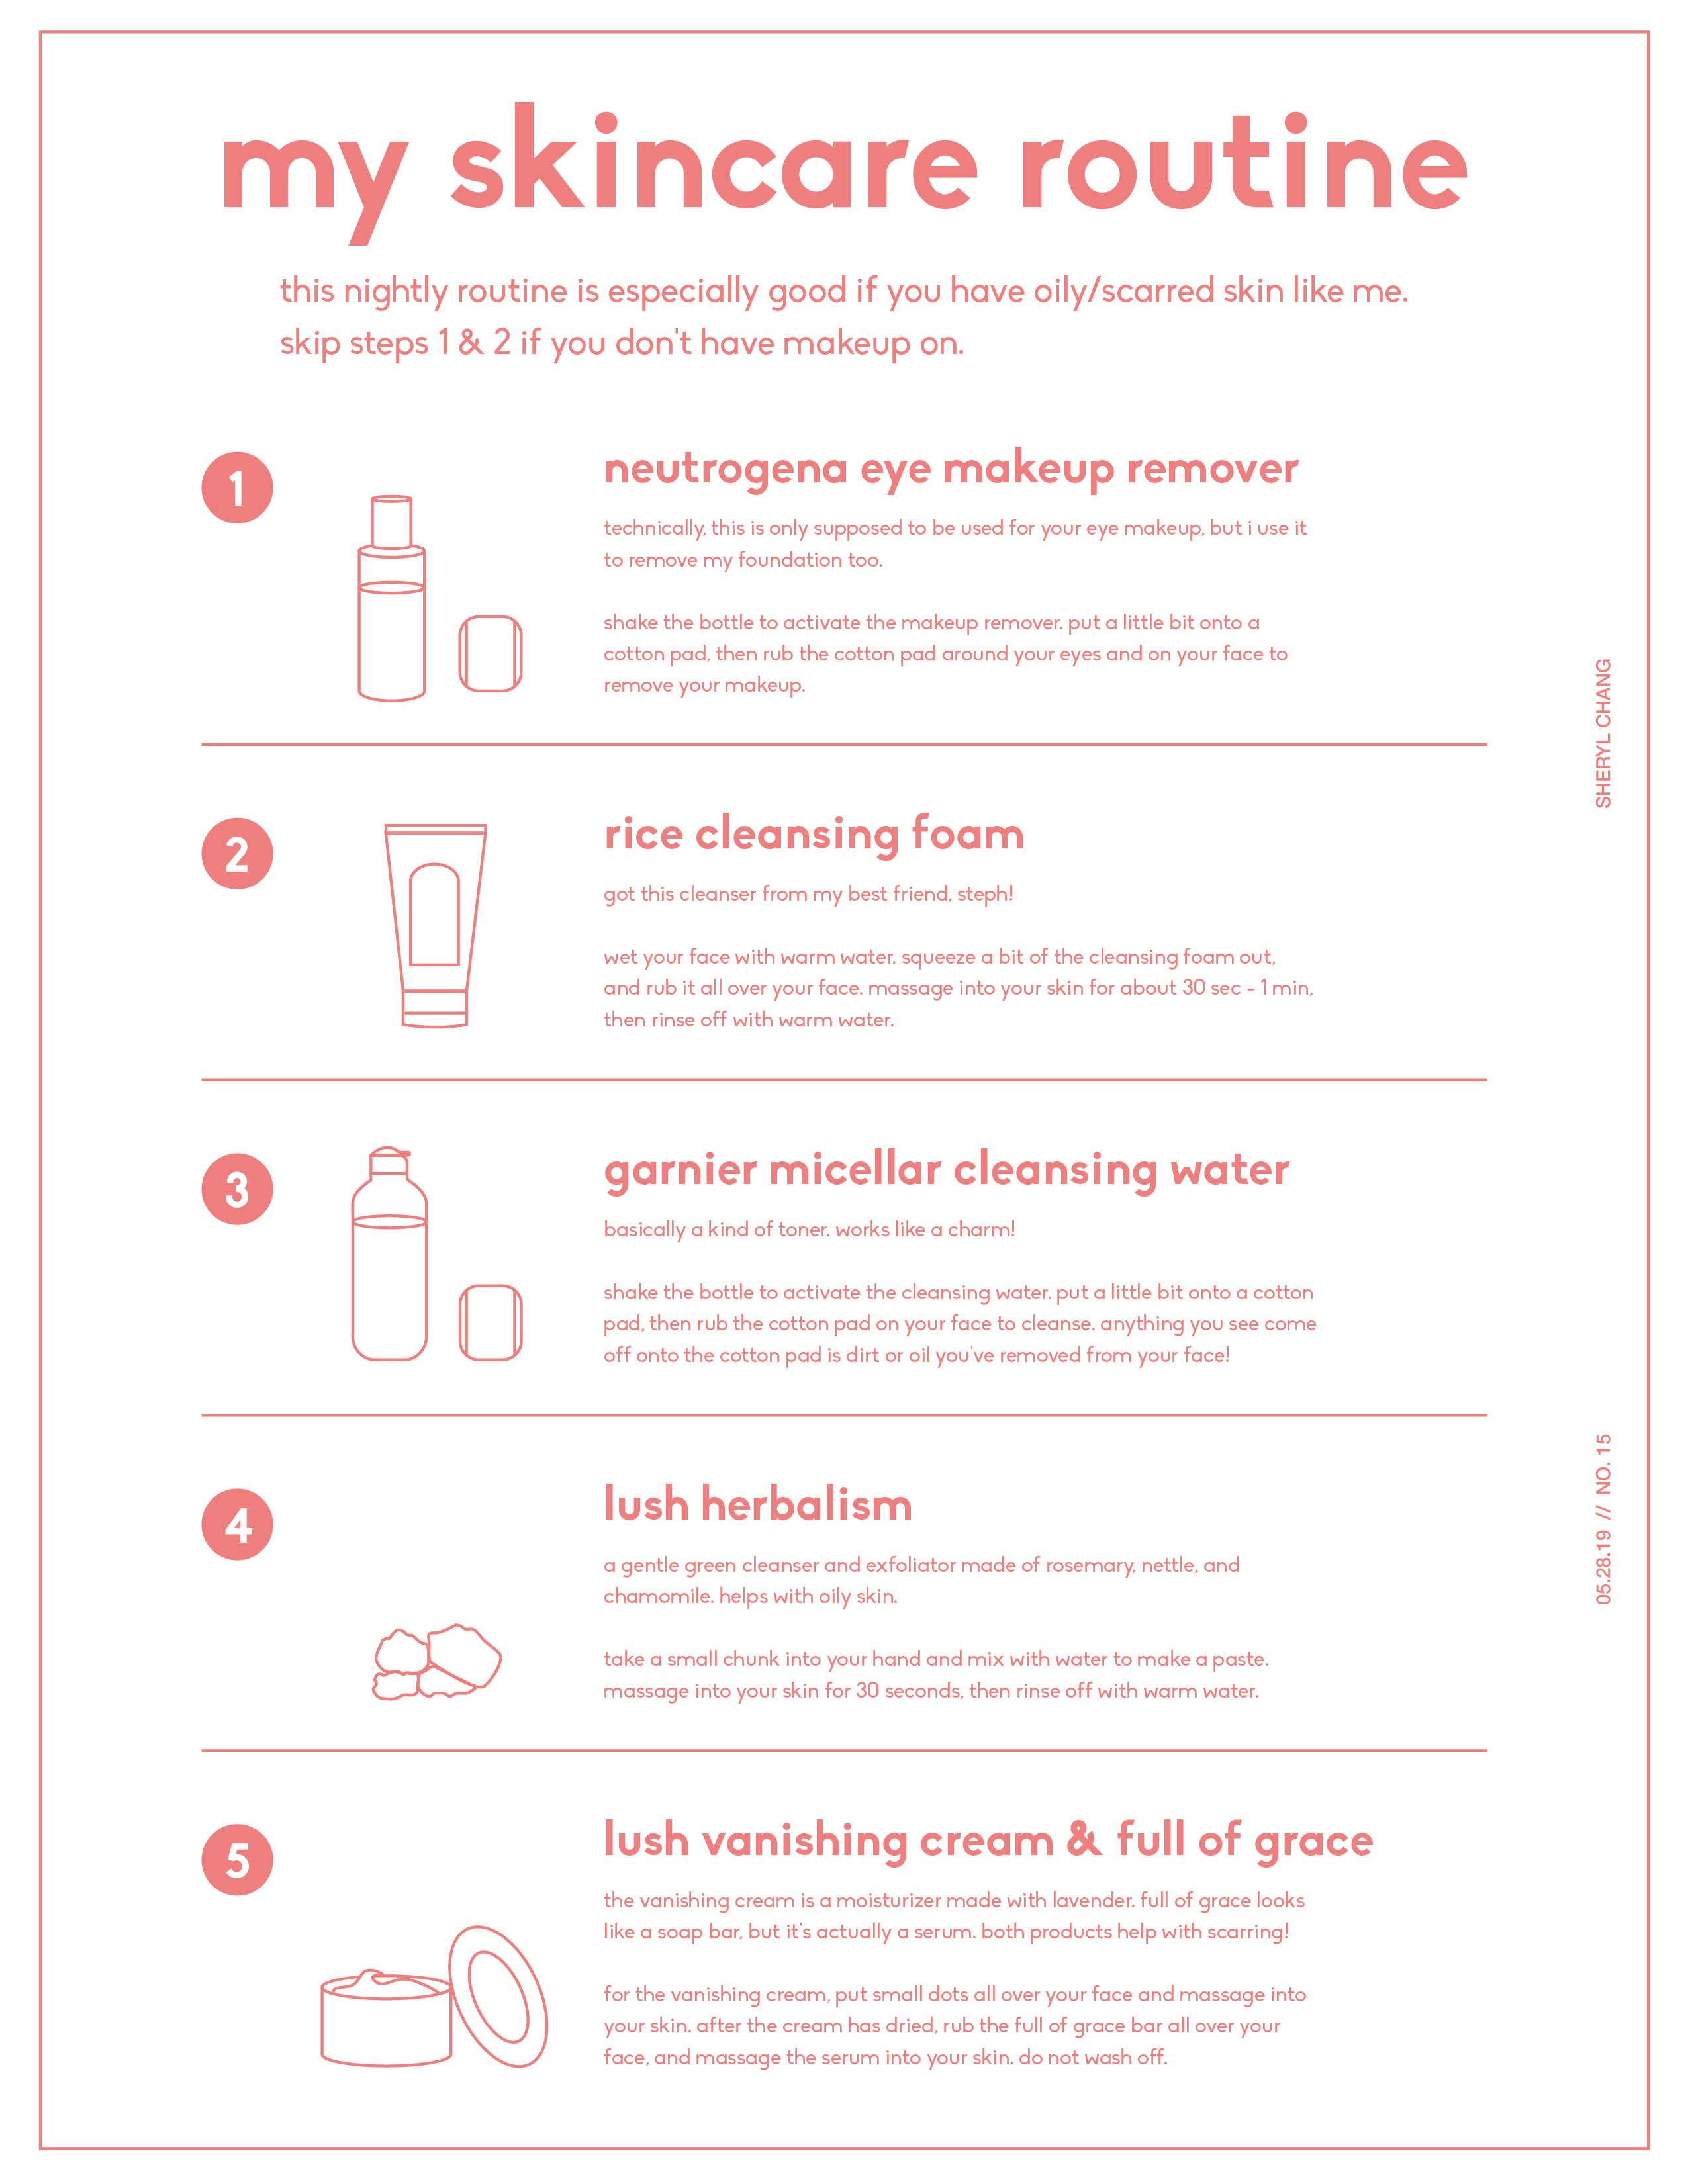 my skincare routine
this nightly routine is especially good if you have oily/scarred skin like me.
skip steps 1 & 2 if you don't have makeup on.
1
neutrogena eye makeup remover
technically, this is only supposed to be used for your eye makeup, but i use it
to remove my foundation too.
shake the bottle to activate the makeup remover. put a little bit onto a
cotton pad, then rub the cotton pad around your eyes and on your face to
remove your makeup.
SHERYL CHANG
2
rice cleansing foam
got this cleanser from my best friend, steph!
wet your face with warm water. squeeze a bit of the cleansing foam out,
and rub it all over your face. massage into your skin for about 30 sec - 1 min,
then rinse off with warm water.
3
garnier micellar cleansing water
basically a kind of toner. works like a charm!
shake the bottle to activate the cleansing water. put a little bit onto a cotton
pad, then rub the cotton pad on your face to cleanse. anything you see come
off onto the cotton pad is dirt or oil you've removed from your face!
05.28.19 // NO. 15
4
lush herbalism
a gentle green cleanser and exfoliator made of rosemary, nettle, and
chamomile. helps with oily skin.
take a small chunk into your hand and mix with water to make a paste.
massage into your skin for 30 seconds, then rinse off with warm water.
5
lush vanishing cream & full of grace
the vanishing cream is a moisturizer made with lavender. full of grace looks
like a soap bar, but it's actually a serum. both products help with scarring!
for the vanishing cream, put small dots all over your face and massage into
your skin. after the cream has dried, rub the full of grace bar all over your
face, and massage the serum into your skin. do not wash off.